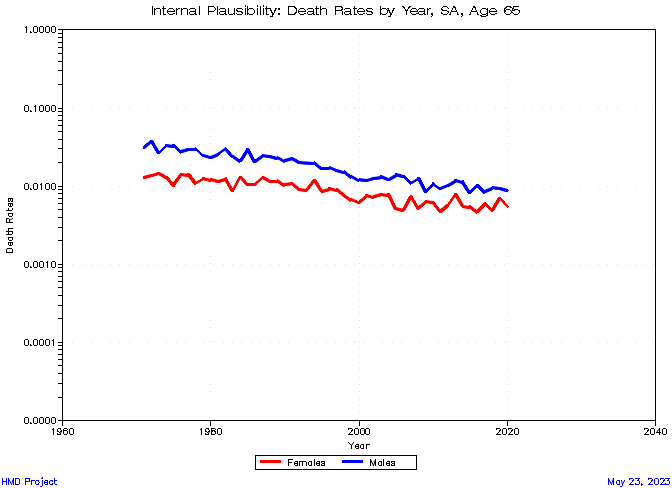 Internal Plausibility: Death Rates by Year, SA, Age 65
1.0000
0.1000
0.0100
0.0010
0.0001
0.0000
Death Rates
1960
1980
2000
2020
2040
Year
Females
Males
HMD Project
May 23, 2023